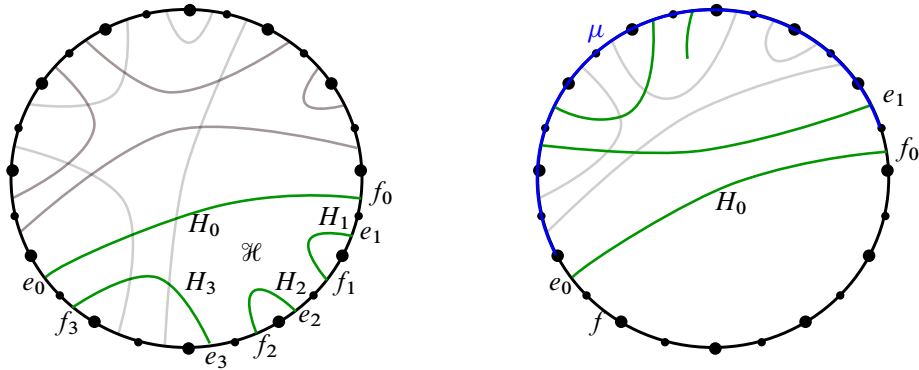 μ
e₁
f₀
f₀
H₀
H₁
e₁
H₀
ℋ
e₀
H₃
H₂
f₁
e₀
f₃
e₂
f
e₃
f₂